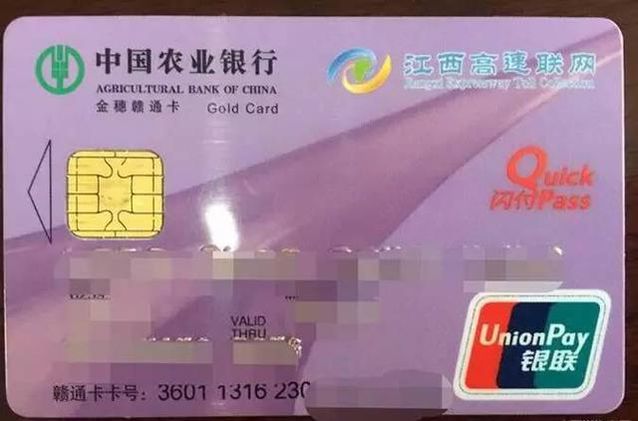 中国农业银行
AGRICULTURAL BANK OF CHINA
金穗赣通卡 Gold Card
江西高速联网
Jiangxi Expressway Toll Collection
Quick
闪付Pass
VALID
THRU
UnionPay
银联
赣通卡卡号: 3601 1316 230